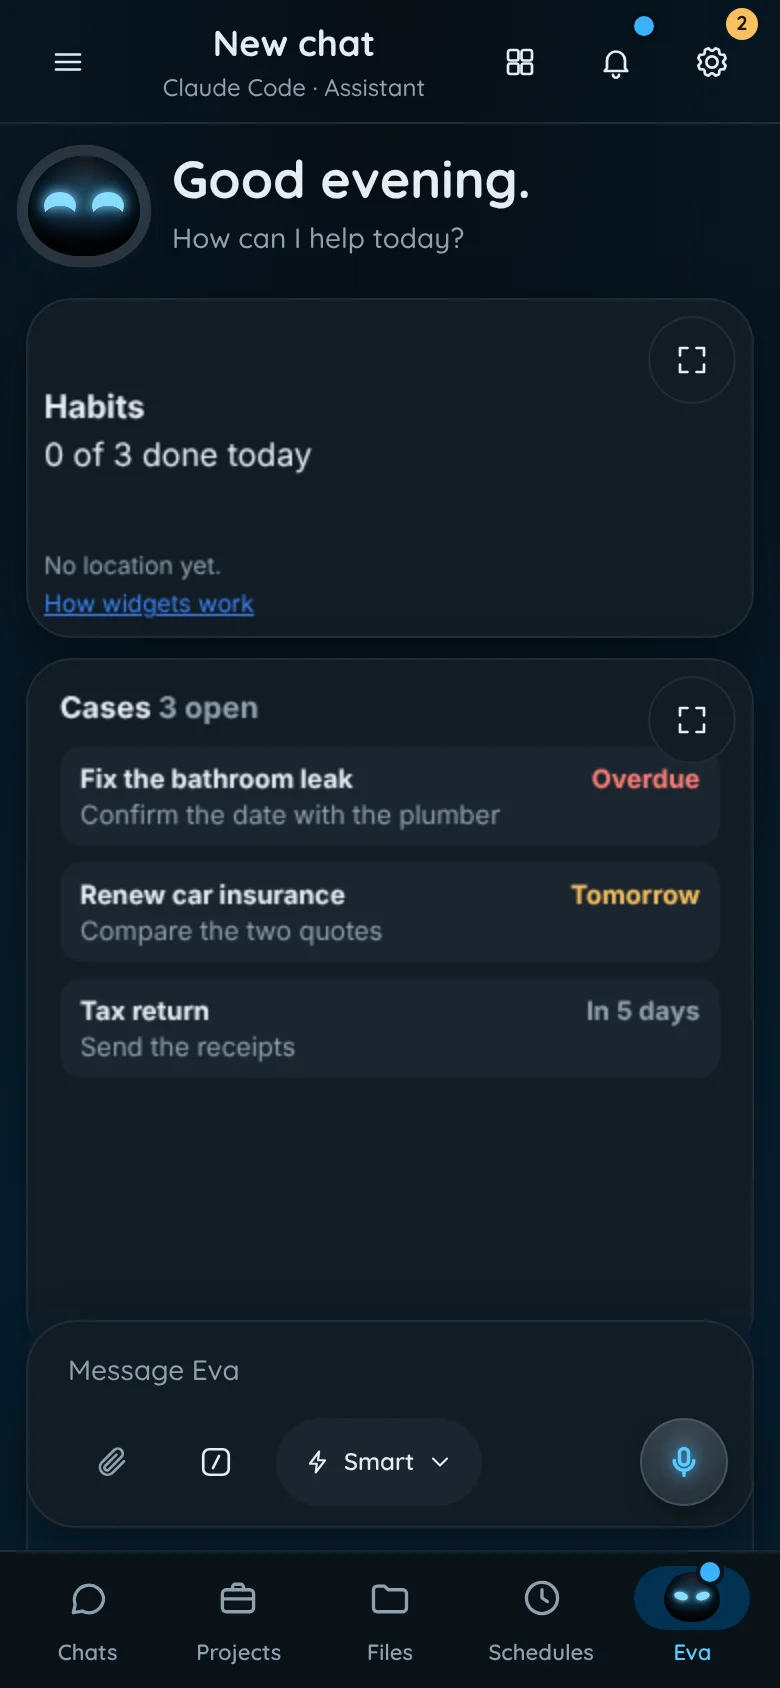 New chat
Claude Code · Assistant
2
Good evening.
How can I help today?
Habits
0 of 3 done today
No location yet.
How widgets work
Cases 3 open
Fix the bathroom leak Overdue
Confirm the date with the plumber
Renew car insurance Tomorrow
Compare the two quotes
Tax return In 5 days
Send the receipts
Message Eva
Smart
Chats Projects Files Schedules Eva